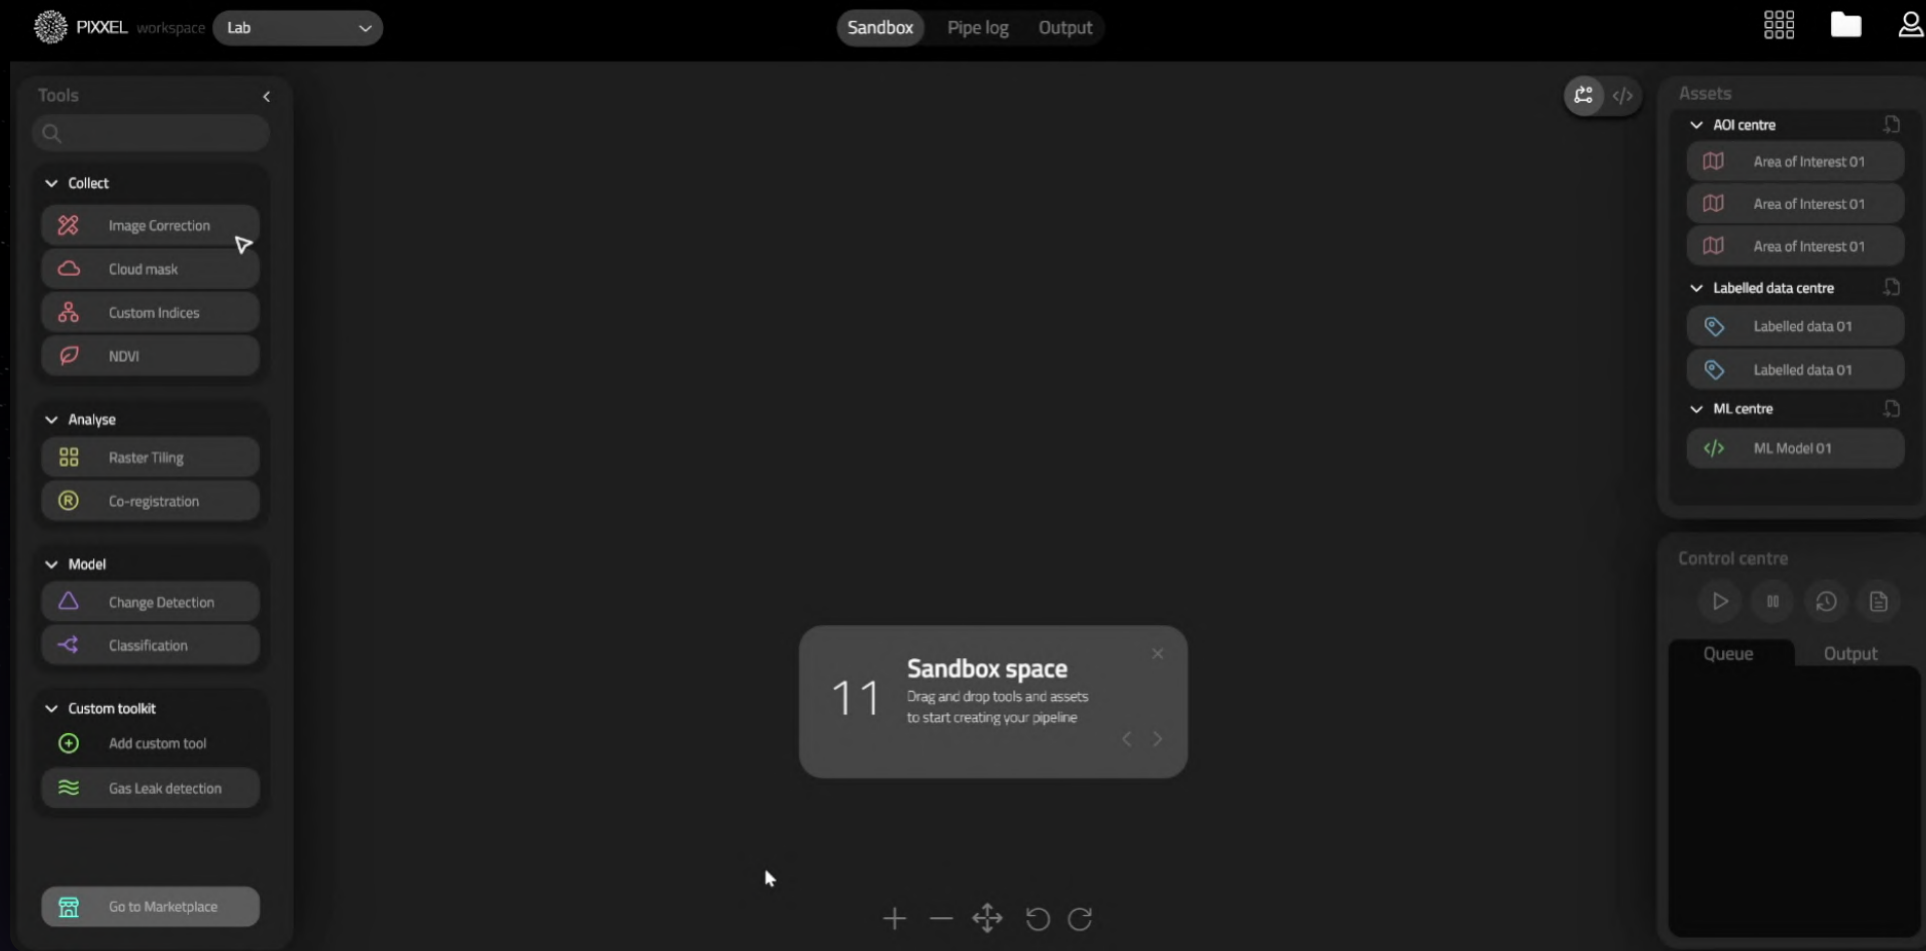 PIXXEL workspace Lab
Sandbox Pipe log Output
Tools
Collect
Image Correction
Cloud mask
Custom Indices
NDVI
Analyse
Raster Tiling
R
Co-registration
Model
Change Detection
Classification
Custom toolkit
Add custom tool
Gas Leak detection
Go to Marketplace
11
Sandbox space
Drag and drop tools and assets
to start creating your pipeline
Assets
AOI centre
Area of Interest 01
Area of Interest 01
Area of Interest 01
Labelled data centre
Labelled data 01
Labelled data 01
ML centre
ML Model 01
Control centre
Queue Output